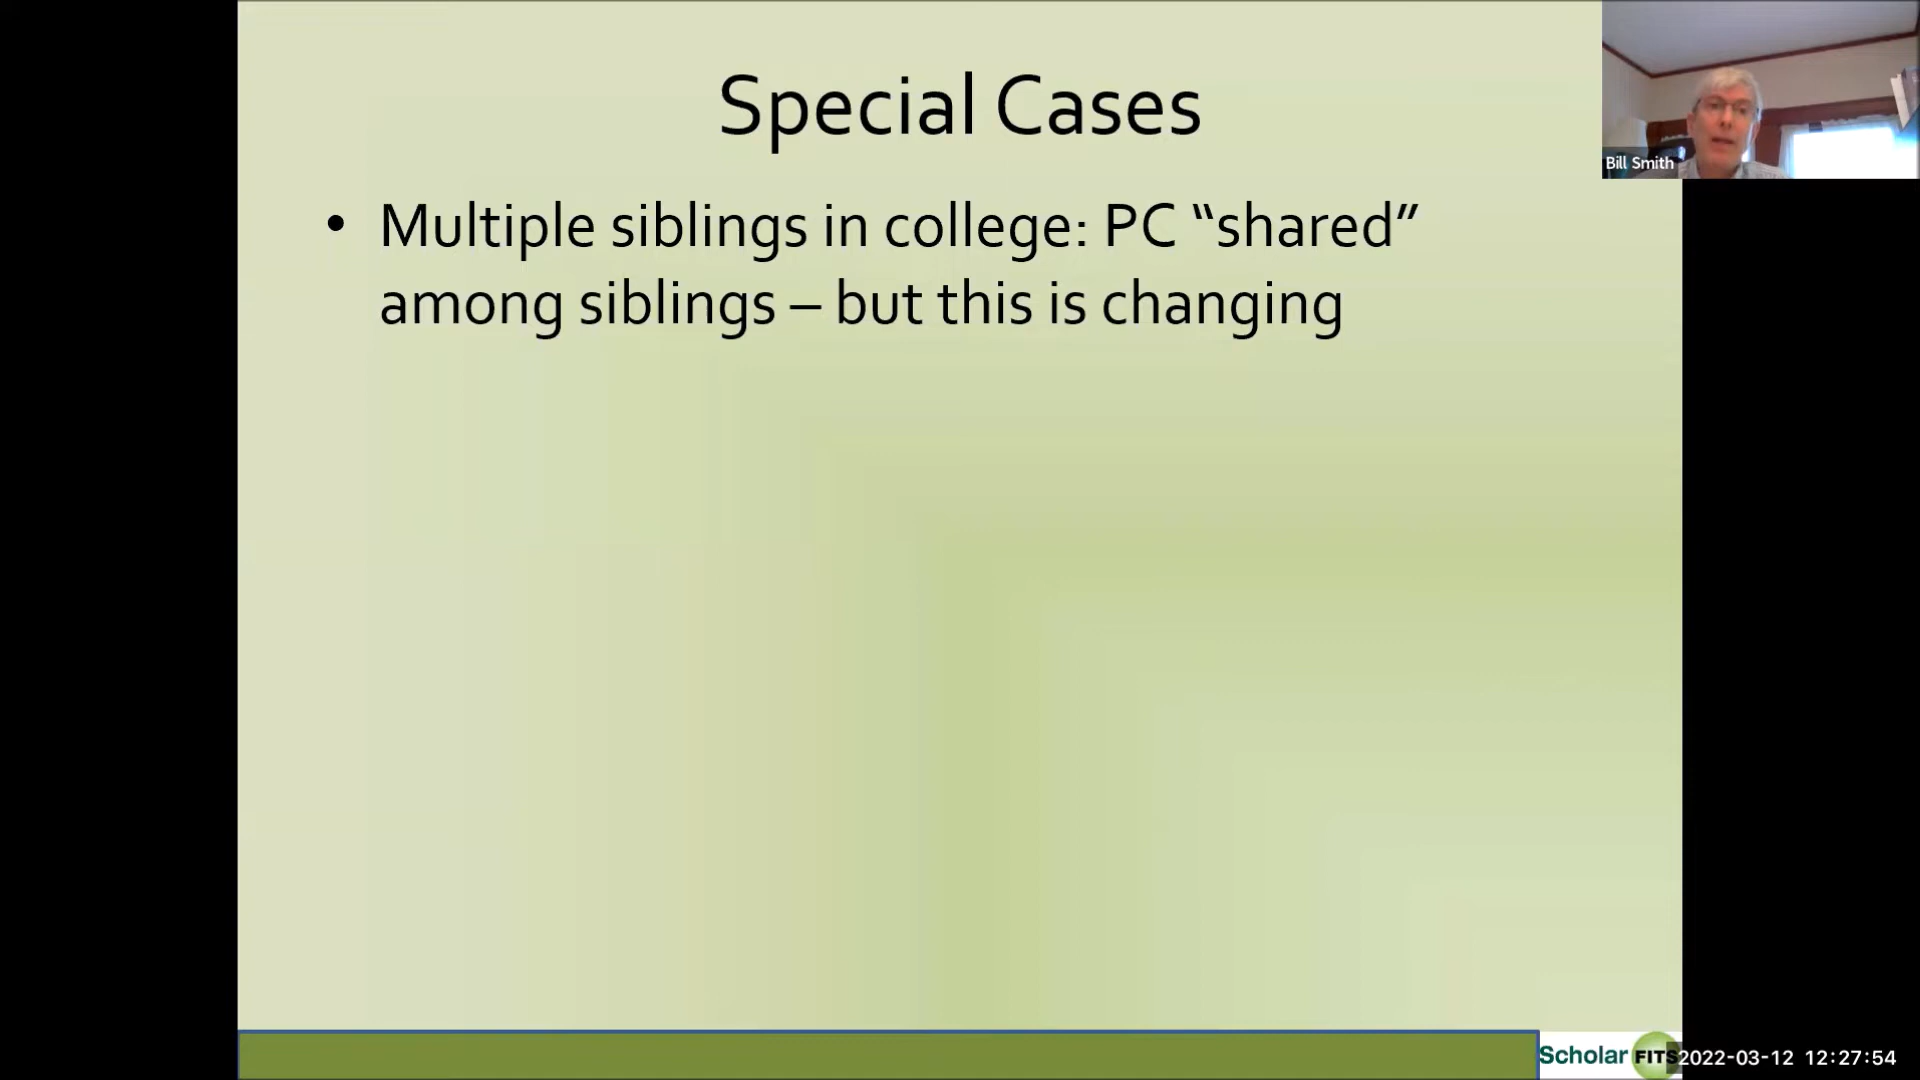 Special Cases
Bill Smith
• Multiple siblings in college: PC “shared”
among siblings – but this is changing
Scholar FITS
2022-03-12 12:27:54